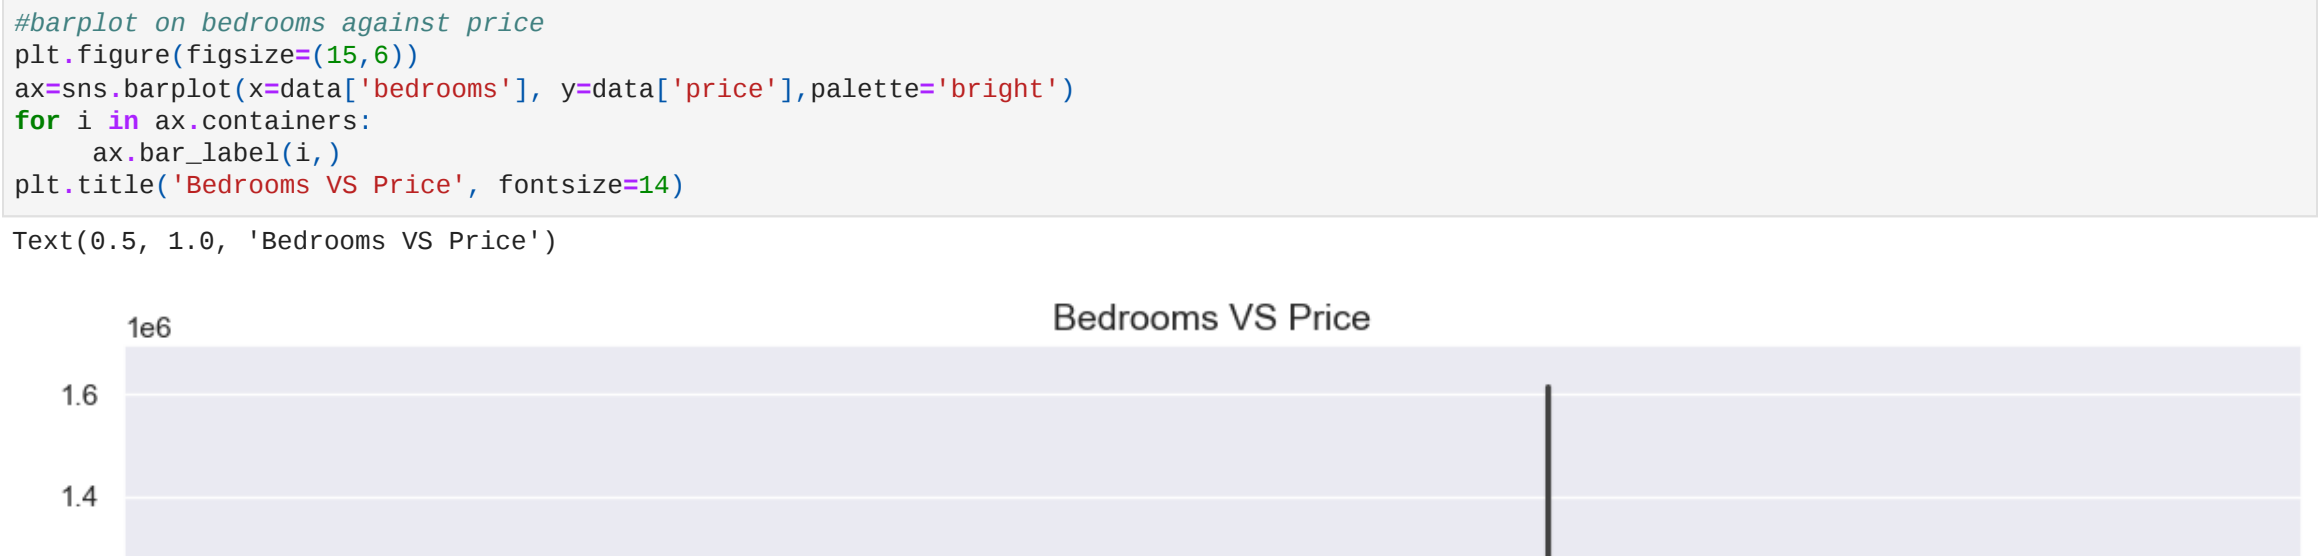 #barplot on bedrooms against price
plt.figure(figsize=(15,6))
ax=sns.barplot(x=data['bedrooms'], y=data['price'],palette='bright')
for i in ax.containers:
     ax.bar_label(i,)
plt.title('Bedrooms VS Price', fontsize=14)
Text(0.5, 1.0, 'Bedrooms VS Price')
Bedrooms VS Price
1e6
1.6
1.4